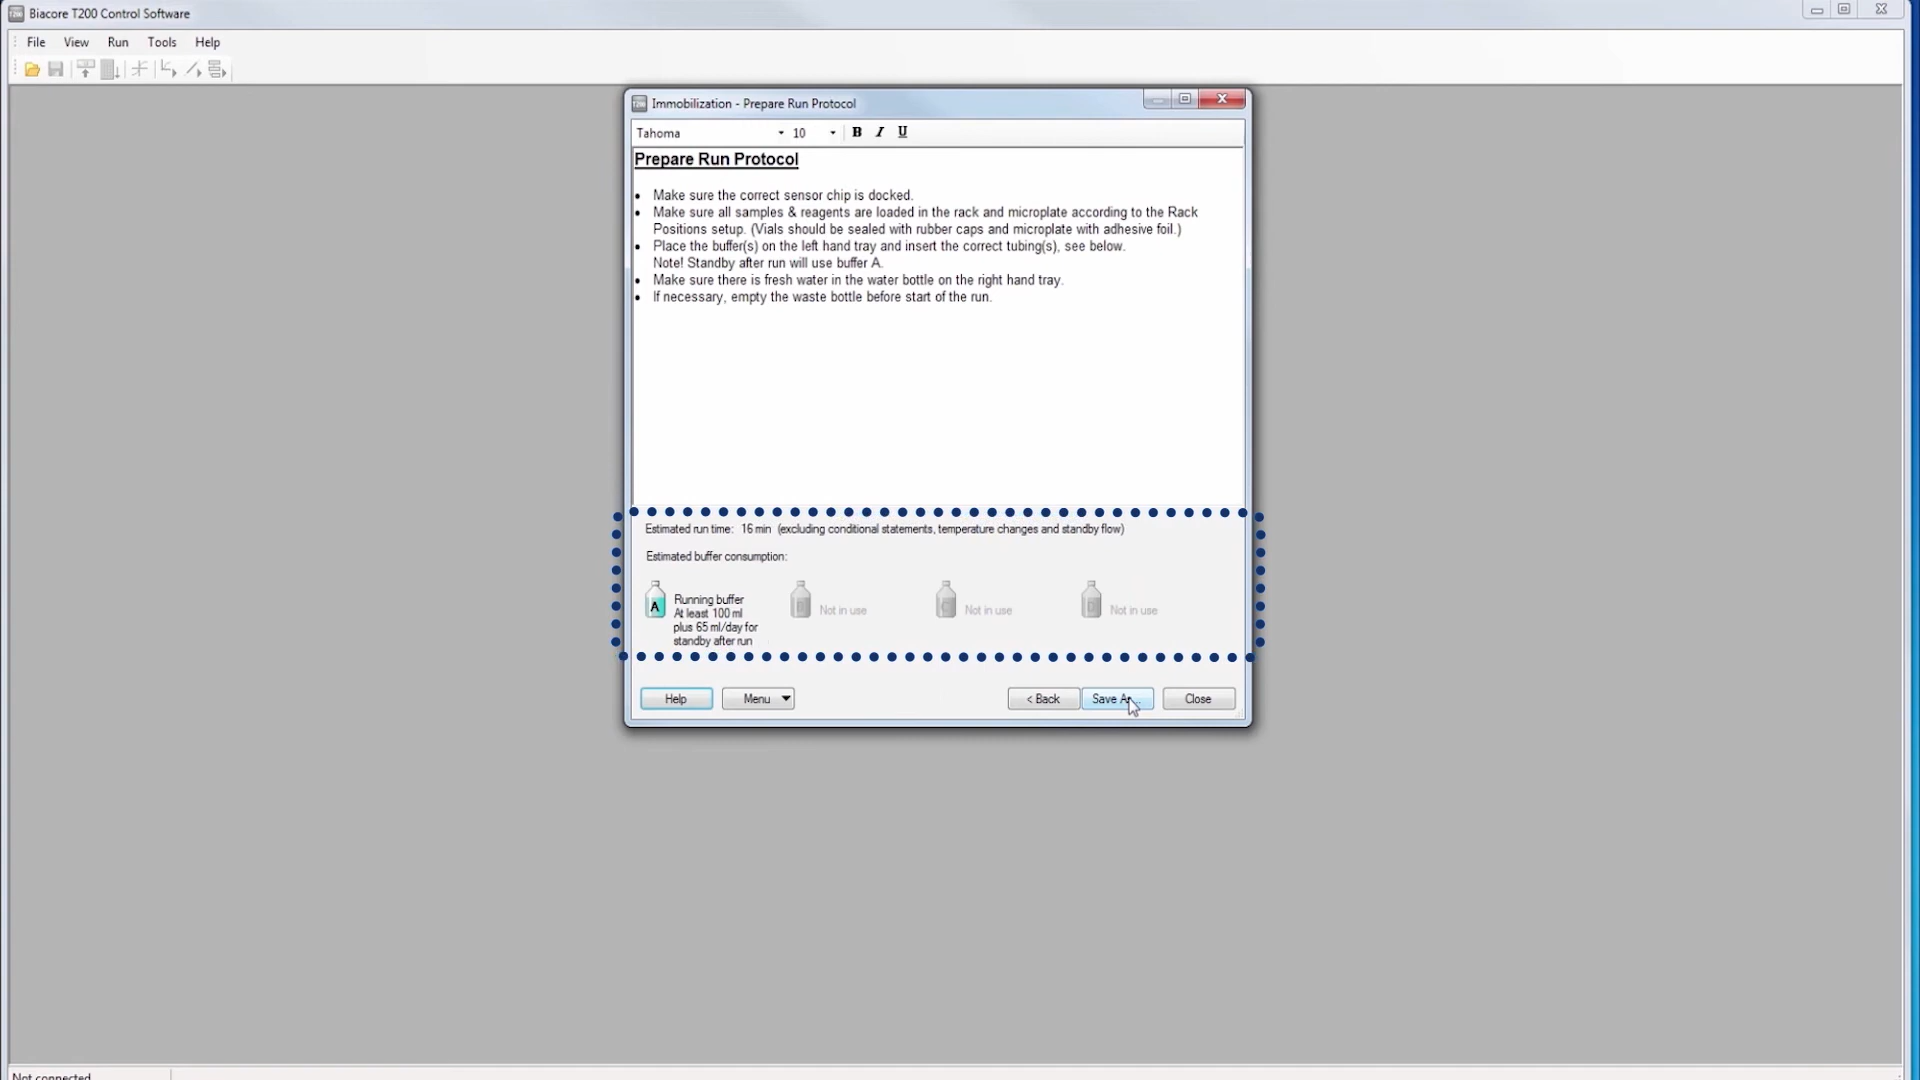 Biacore T200 Control Software
File View Run Tools Help
Immobilization - Prepare Run Protocol
Tahoma 10 B I U
Prepare Run Protocol
• Make sure the correct sensor chip is docked.
• Make sure all samples & reagents are loaded in the rack and microplate according to the Rack
Positions setup. (Vials should be sealed with rubber caps and microplate with adhesive foil.)
• Place the buffer(s) on the left hand tray and insert the correct tubing(s), see below.
Note! Standby after run will use buffer A.
• Make sure there is fresh water in the water bottle on the right hand tray.
• If necessary, empty the waste bottle before start of the run.
Estimated run time: 16 min (excluding conditional statements, temperature changes and standby flow)
Estimated buffer consumption:
A Running buffer
At least 100 ml
plus 65 ml/day for
standby after run
B Not in use
C Not in use
D Not in use
Help Menu < Back Save As... Close
Not connected